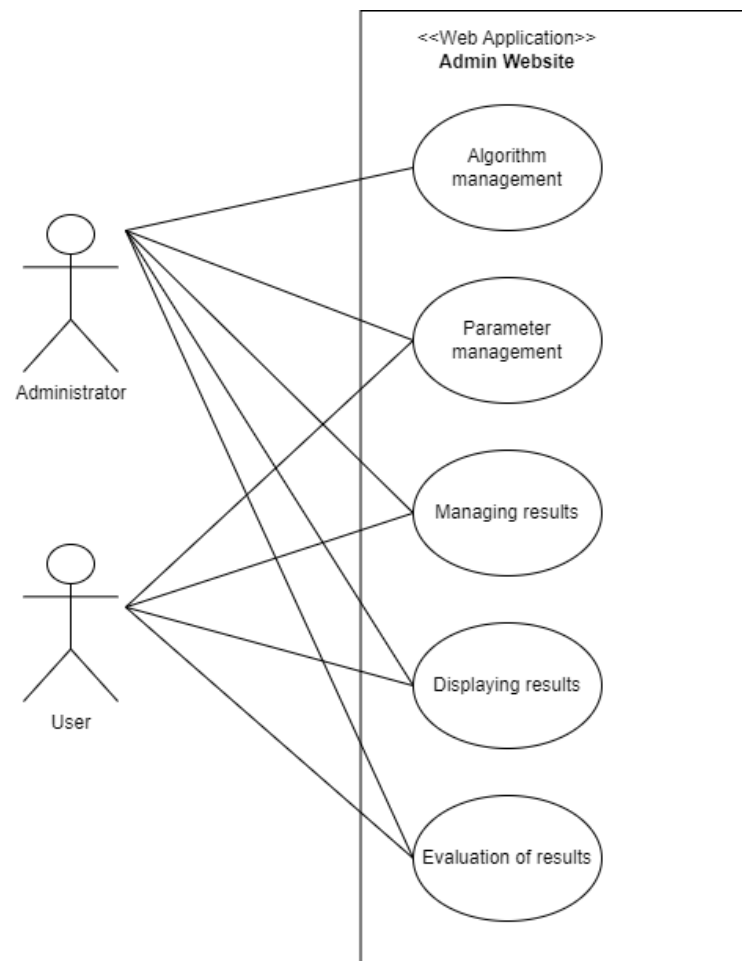 <<Web Application>>
Admin Website
Algorithm
management
Parameter
management
Administrator
Managing results
Displaying results
User
Evaluation of results